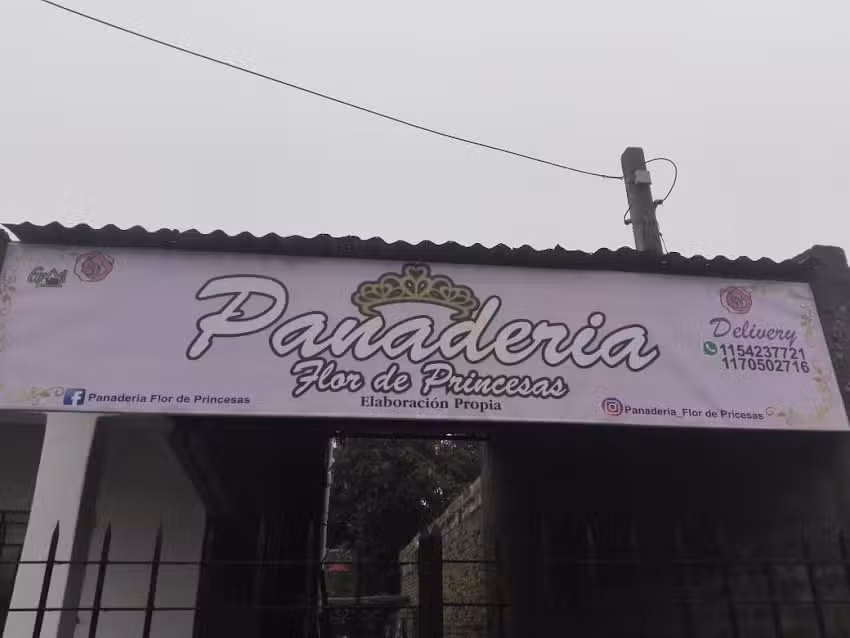 Panaderia
Flor de Princesas
Elaboración Propia
Delivery
1154237721
1170502716
Panaderia Flor de Princesas
Panaderia_Flor de Pricesas